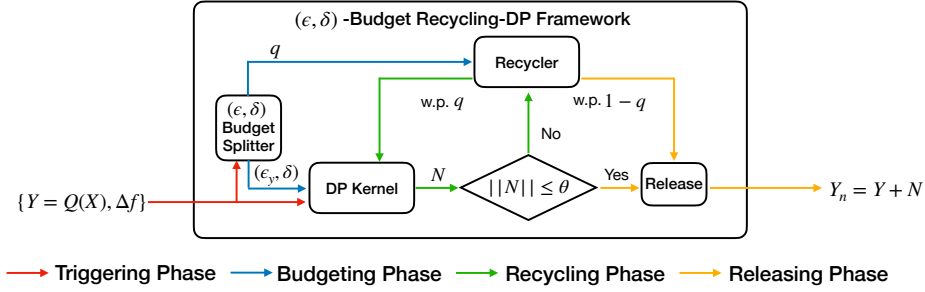 (ϵ, δ) -Budget Recycling-DP Framework
q
Recycler
w.p. q
w.p. 1 − q
(ϵ, δ)
Budget
Splitter
No
(ϵ_y, δ)
DP Kernel
N
||N|| ≤ θ
Yes
Release
{Y = Q(X), Δf}
Y_n = Y + N
Triggering Phase
Budgeting Phase
Recycling Phase
Releasing Phase